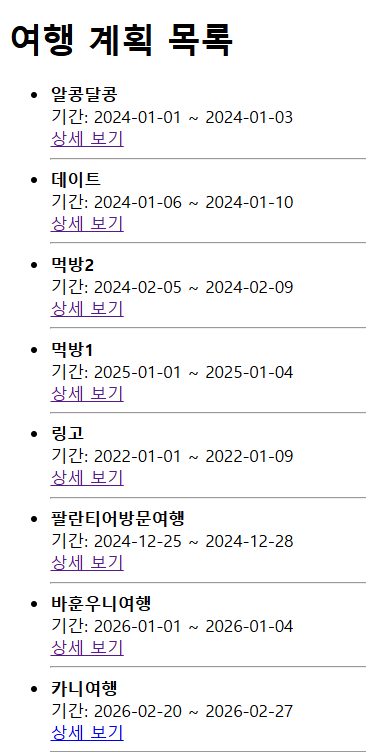 여행 계획 목록
알콩달콩
기간: 2024-01-01 ~ 2024-01-03
상세 보기
데이트
기간: 2024-01-06 ~ 2024-01-10
상세 보기
먹방2
기간: 2024-02-05 ~ 2024-02-09
상세 보기
먹방1
기간: 2025-01-01 ~ 2025-01-04
상세 보기
링고
기간: 2022-01-01 ~ 2022-01-09
상세 보기
팔란티어방문여행
기간: 2024-12-25 ~ 2024-12-28
상세 보기
바훈우니여행
기간: 2026-01-01 ~ 2026-01-04
상세 보기
카니여행
기간: 2026-02-20 ~ 2026-02-27
상세 보기